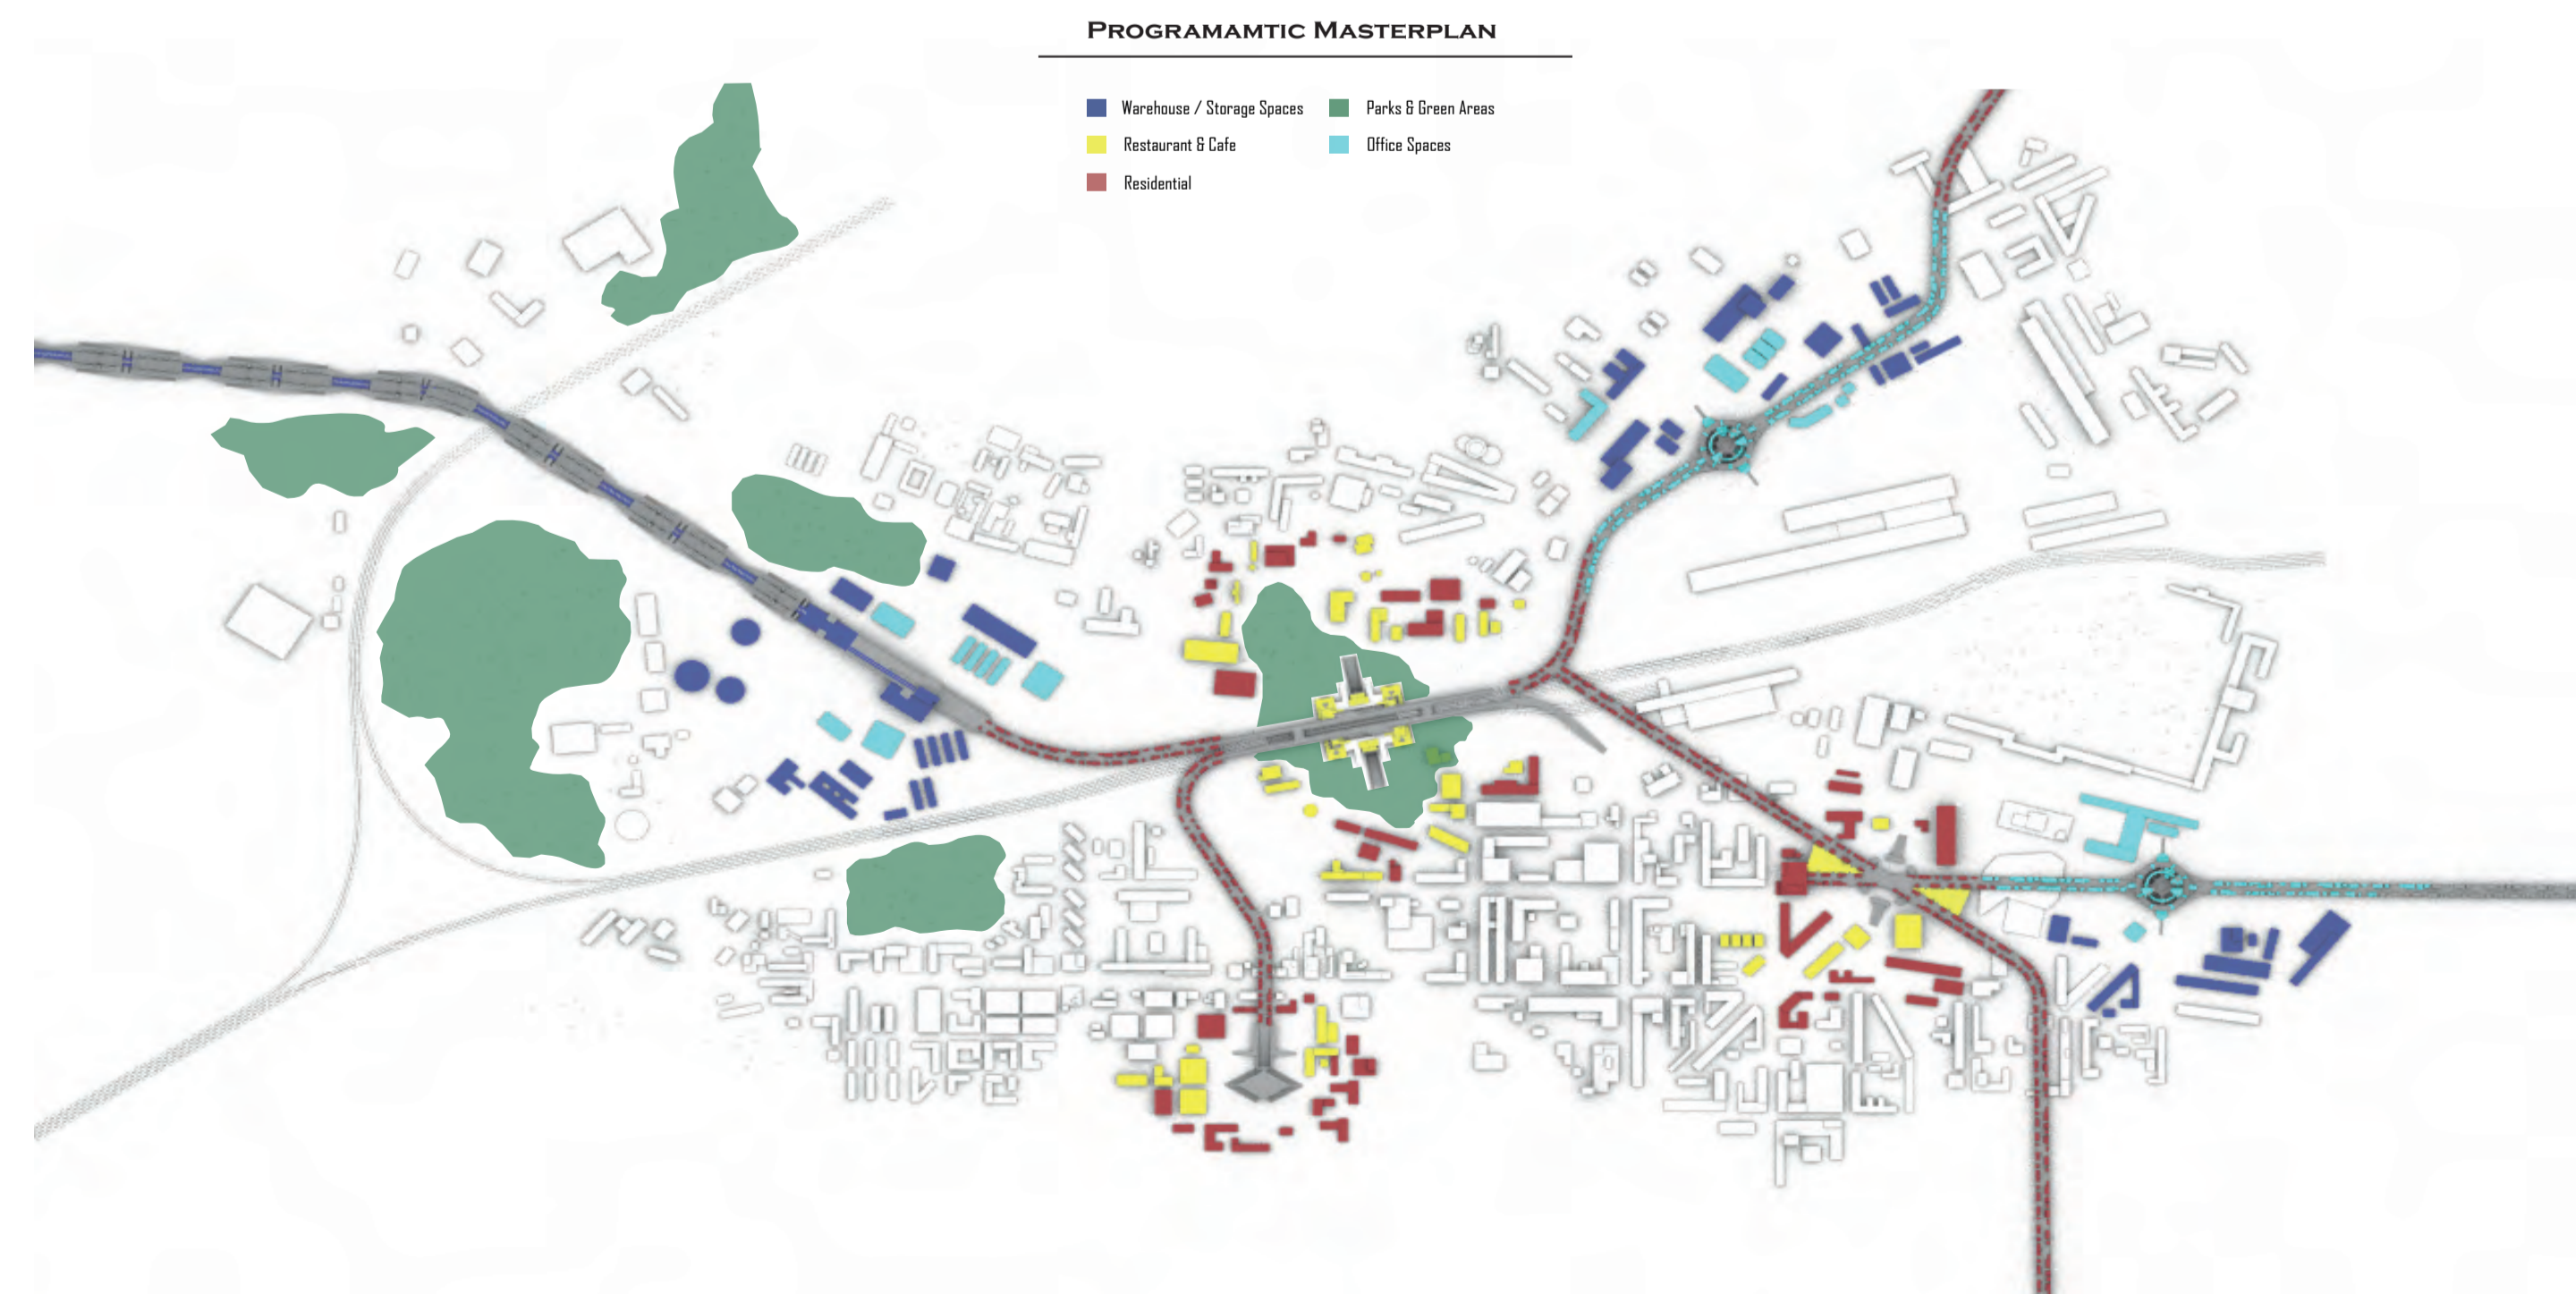 Programamtic Masterplan
Warehouse / Storage Spaces
Parks & Green Areas
Restaurant & Cafe
Office Spaces
Residential